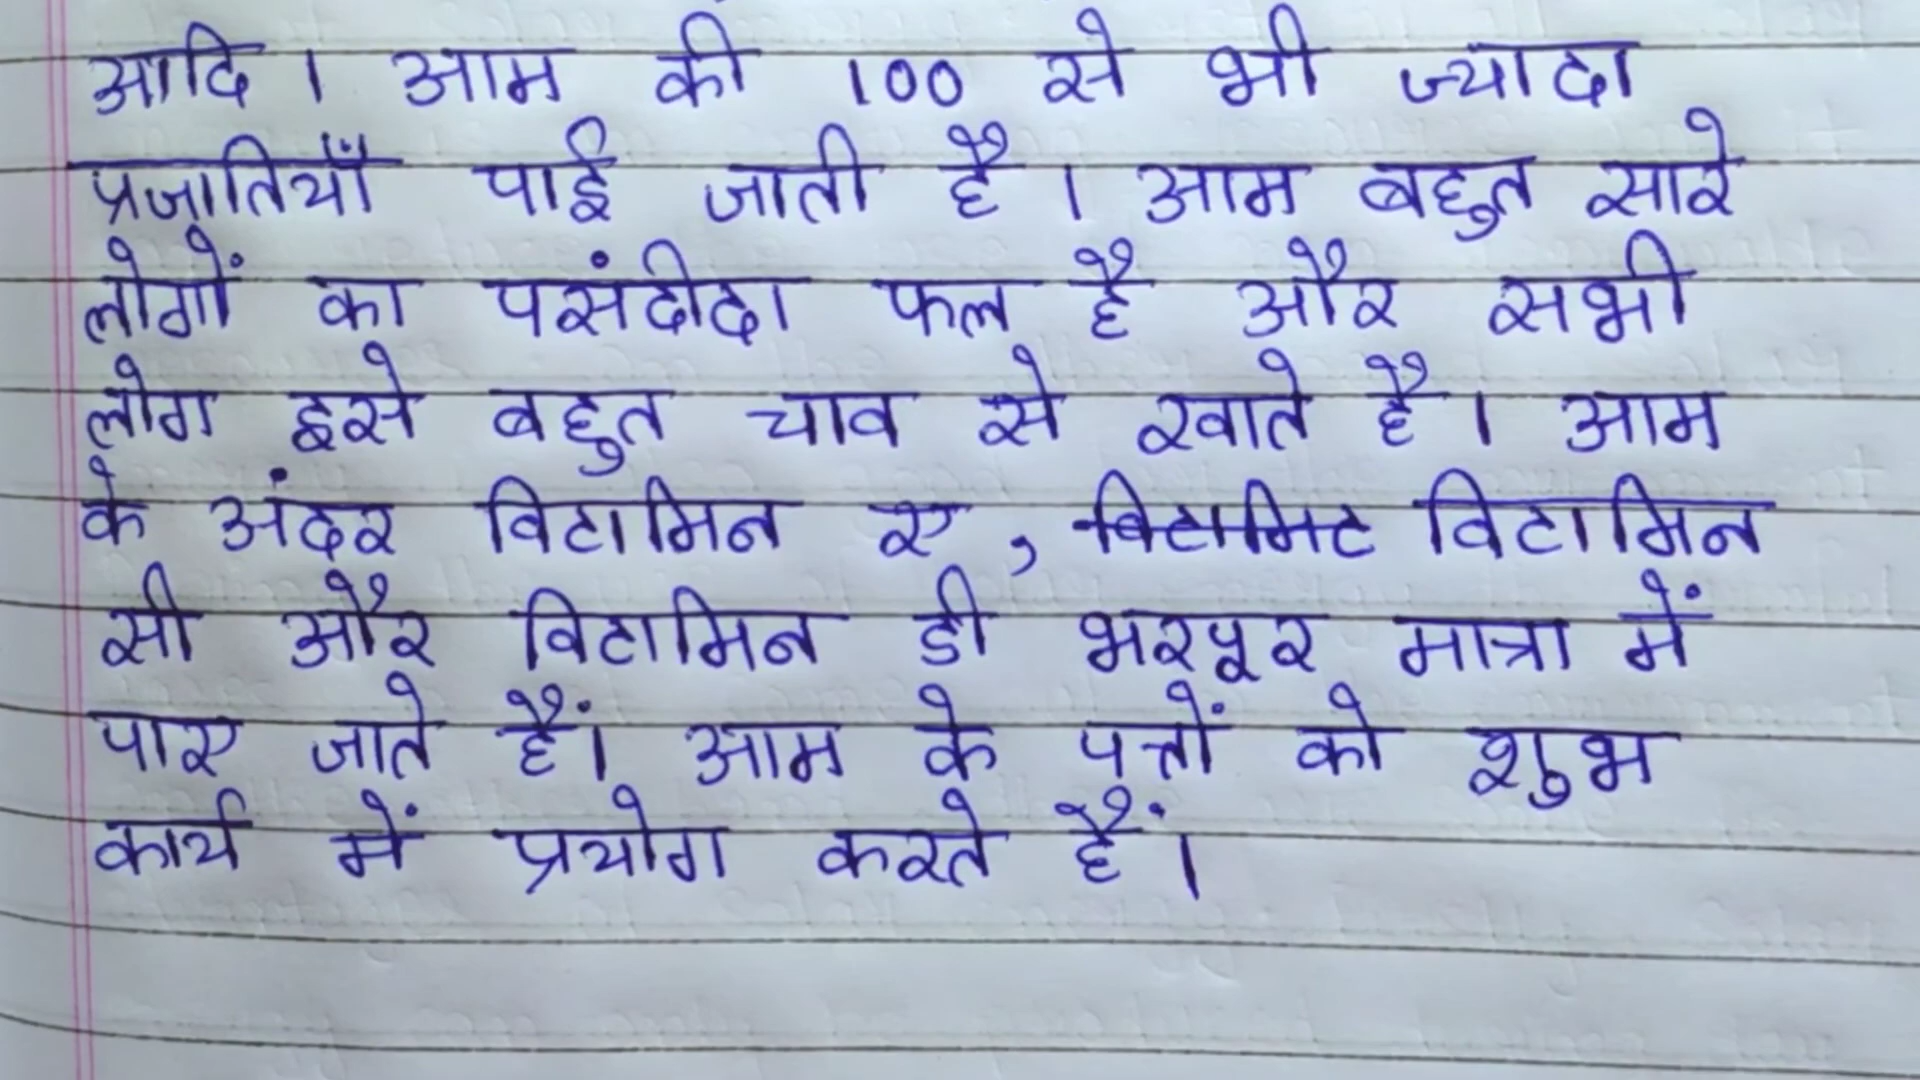 आदि । आम की 100 से भी ज्यादा
प्रजातियाँ पाई जाती है । आम बहुत सारे
लोगों का पसंदीदा फल है और सभी
लोग इसे बहुत चाव से खाते है । आम
के अंदर विटामिन ए , विटामिट विटामिन
सी और विटामिन डी भरपूर मात्रा में
पाए जाते हैं। आम के पत्तों को शुभ
कार्य में प्रयोग करते हैं।